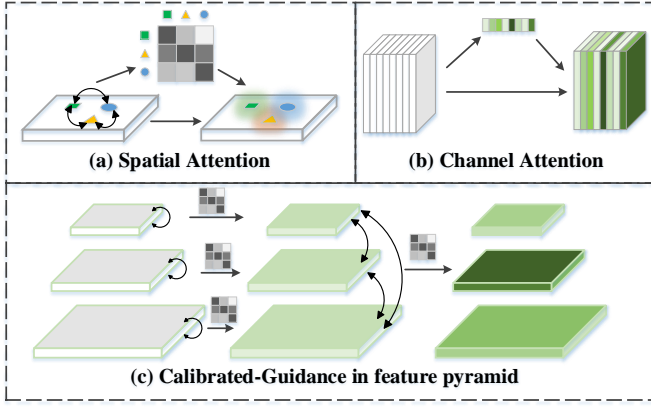 (a) Spatial Attention
(b) Channel Attention
(c) Calibrated-Guidance in feature pyramid